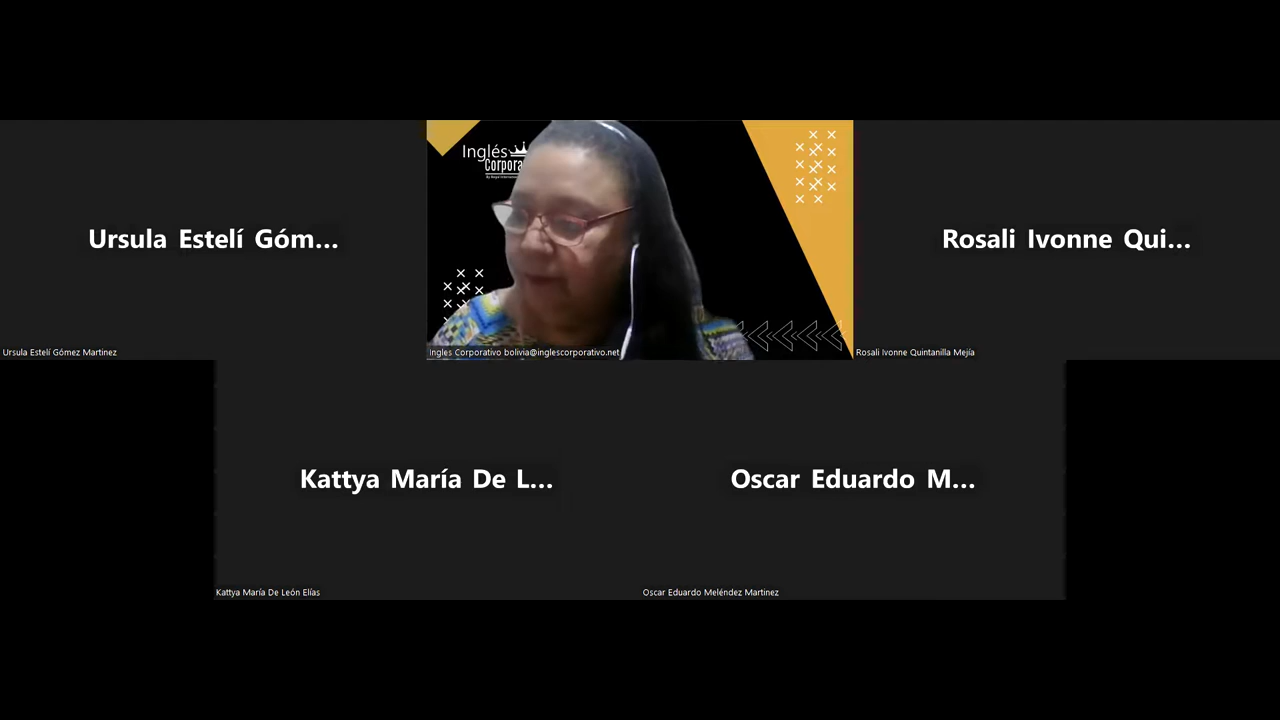 Ursula Estelí Góm...
Ursula Estelí Gómez Martinez
Inglés
Corpora
Ingles Corporativo bolivia@inglescorporativo.net
Rosali Ivonne Qui...
Rosali Ivonne Quintanilla Mejía
Kattya María De L...
Kattya María De León Elías
Oscar Eduardo M...
Oscar Eduardo Meléndez Martinez